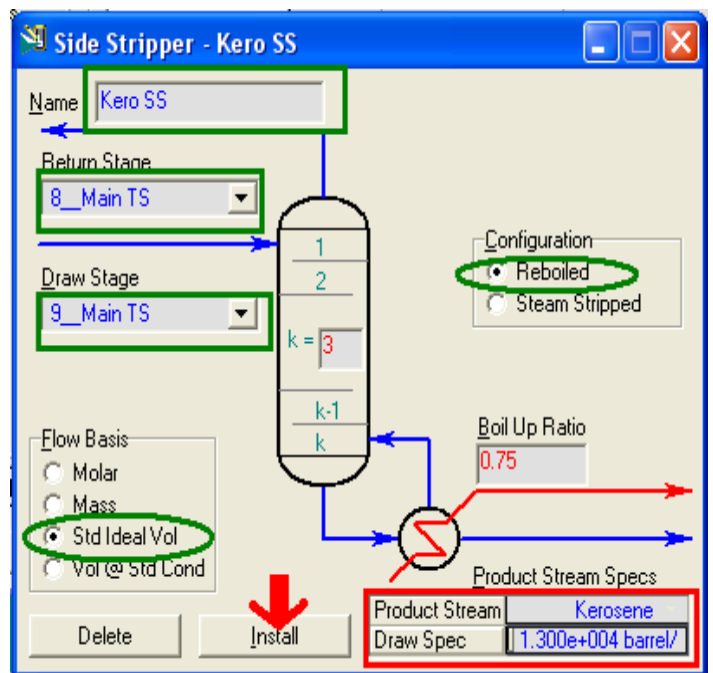 Side Stripper - Kero SS
Name Kero SS
Return Stage
8__Main TS
Draw Stage
9__Main TS
1
2
k = 3
k-1
k
Configuration
Reboiled
Steam Stripped
Flow Basis
Molar
Mass
Std Ideal Vol
Vol @ Std Cond
Boil Up Ratio
0.75
Product Stream Specs
Product Stream Kerosene
Draw Spec 1.300e+004 barrel/
Delete
Install